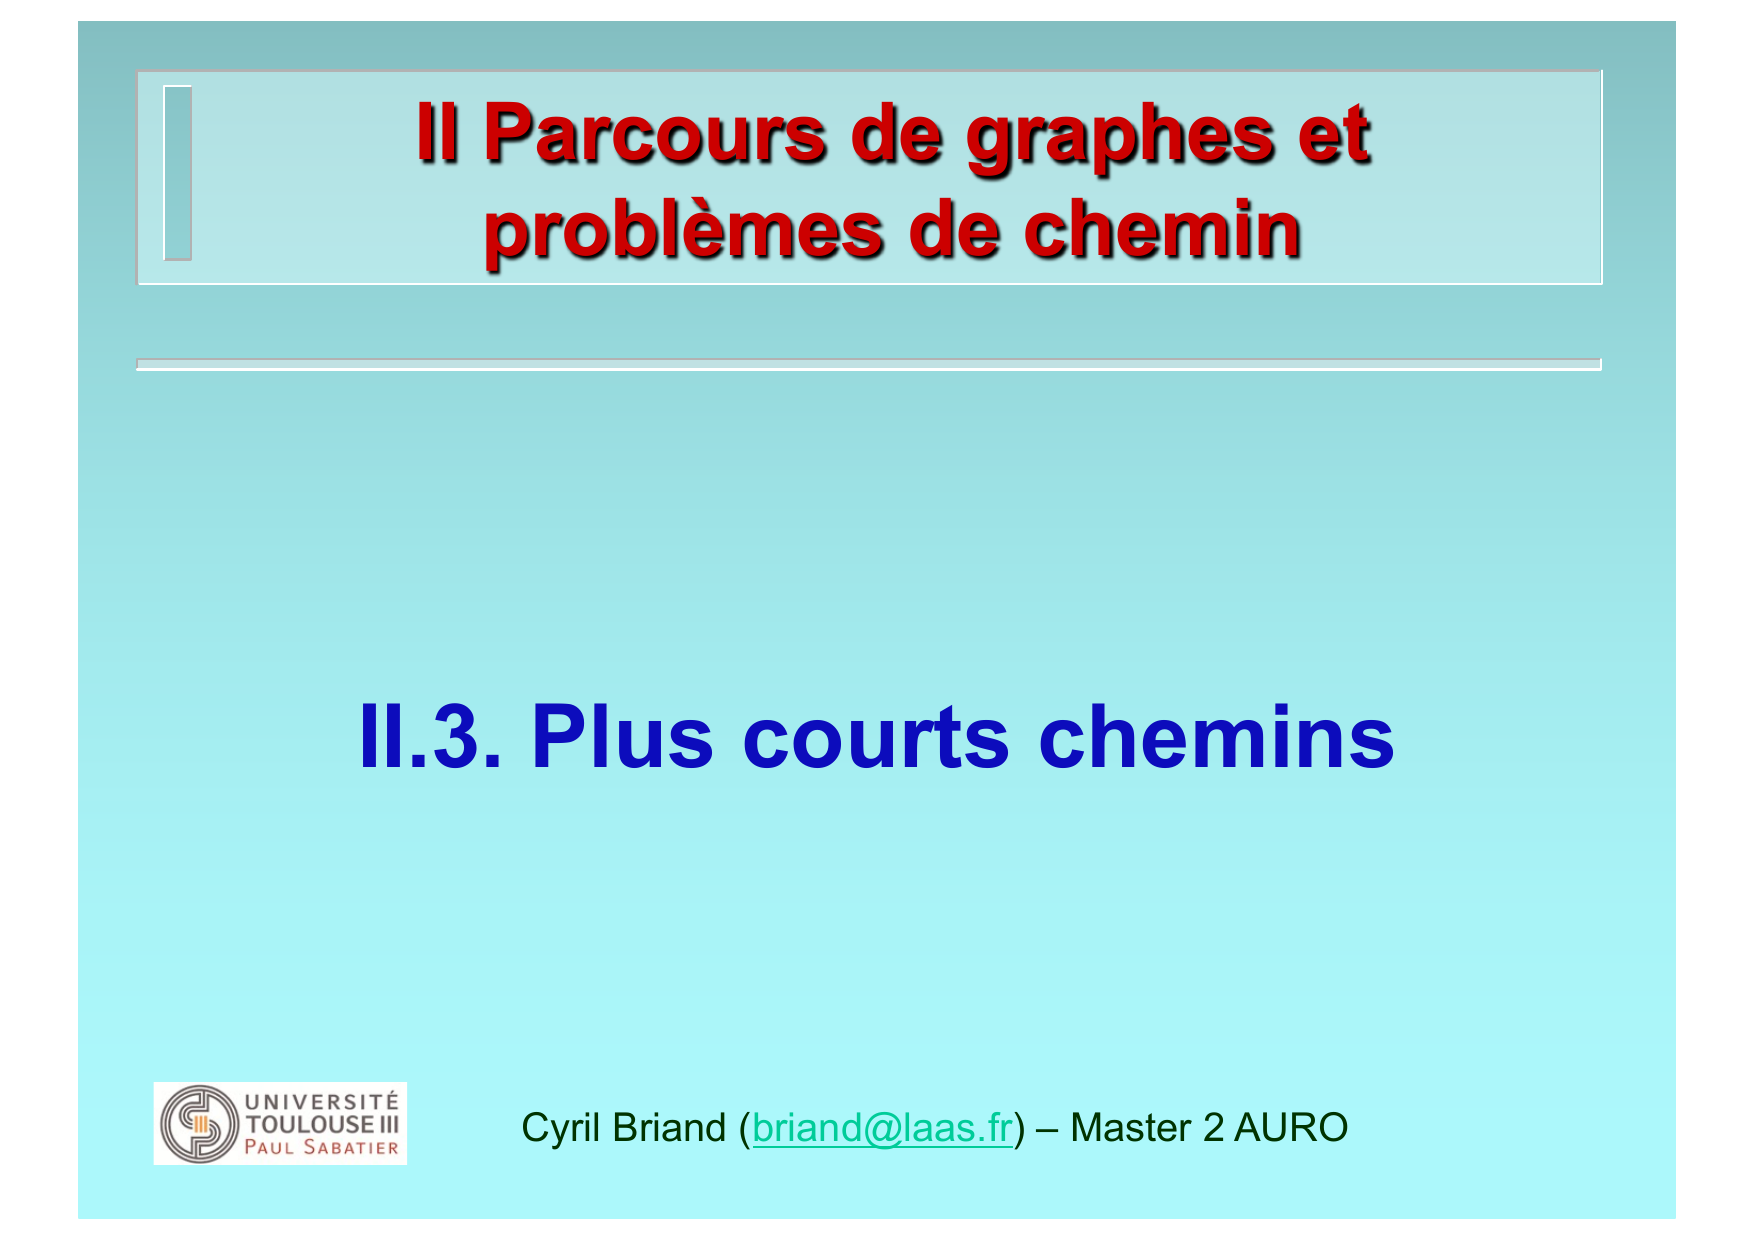 II Parcours de graphes et
problèmes de chemin
II.3. Plus courts chemins
UNIVERSITÉ
TOULOUSE III
PAUL SABATIER
Cyril Briand (briand@laas.fr) – Master 2 AURO